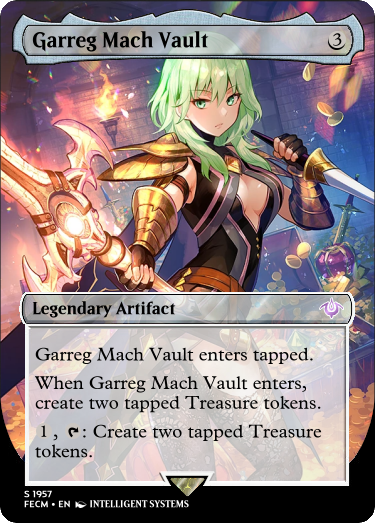 Garreg Mach Vault 3
Legendary Artifact
Garreg Mach Vault enters tapped.
When Garreg Mach Vault enters,
create two tapped Treasure tokens.
1 , : Create two tapped Treasure
tokens.
S 1957
FECM • EN INTELLIGENT SYSTEMS